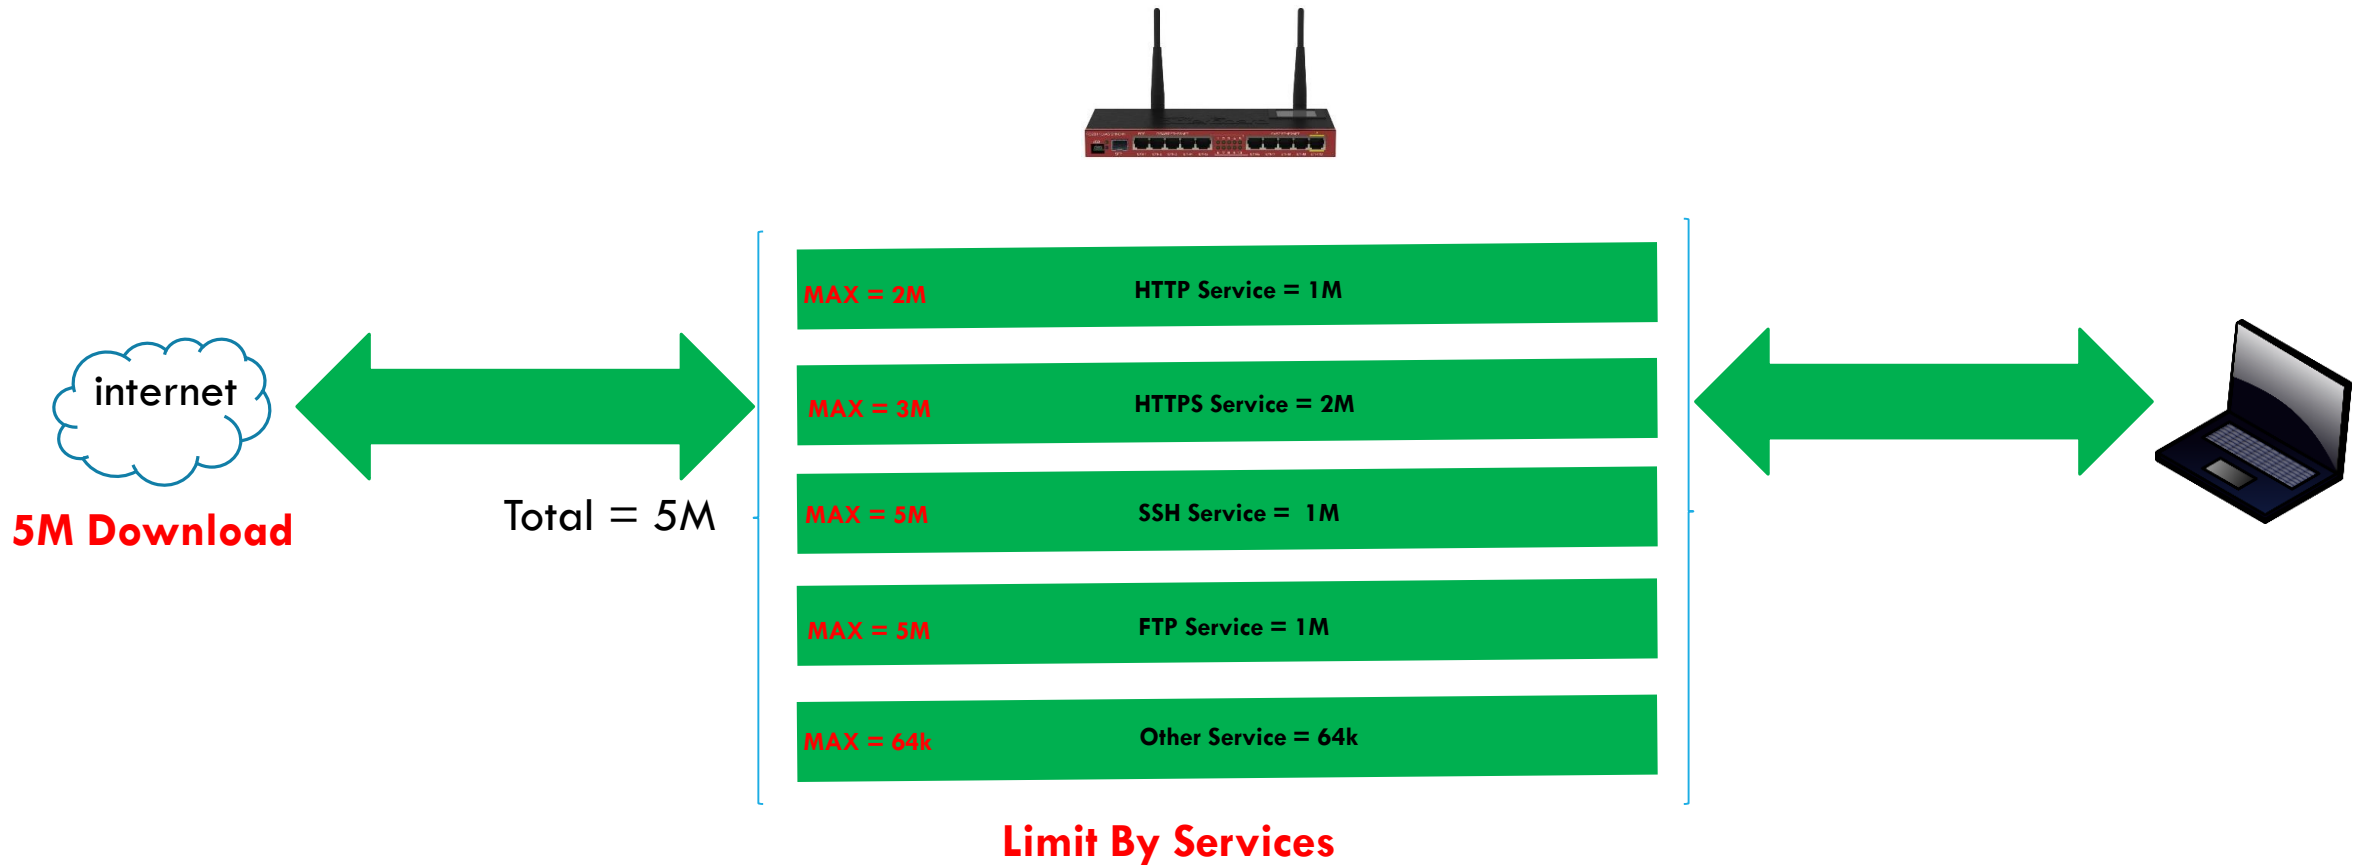 MAX = 2M
HTTP Service = 1M
internet
MAX = 3M
HTTPS Service = 2M
5M Download
Total = 5M
MAX = 5M
SSH Service =  1M
MAX = 5M
FTP Service = 1M
MAX = 64k
Other Service = 64k
Limit By Services